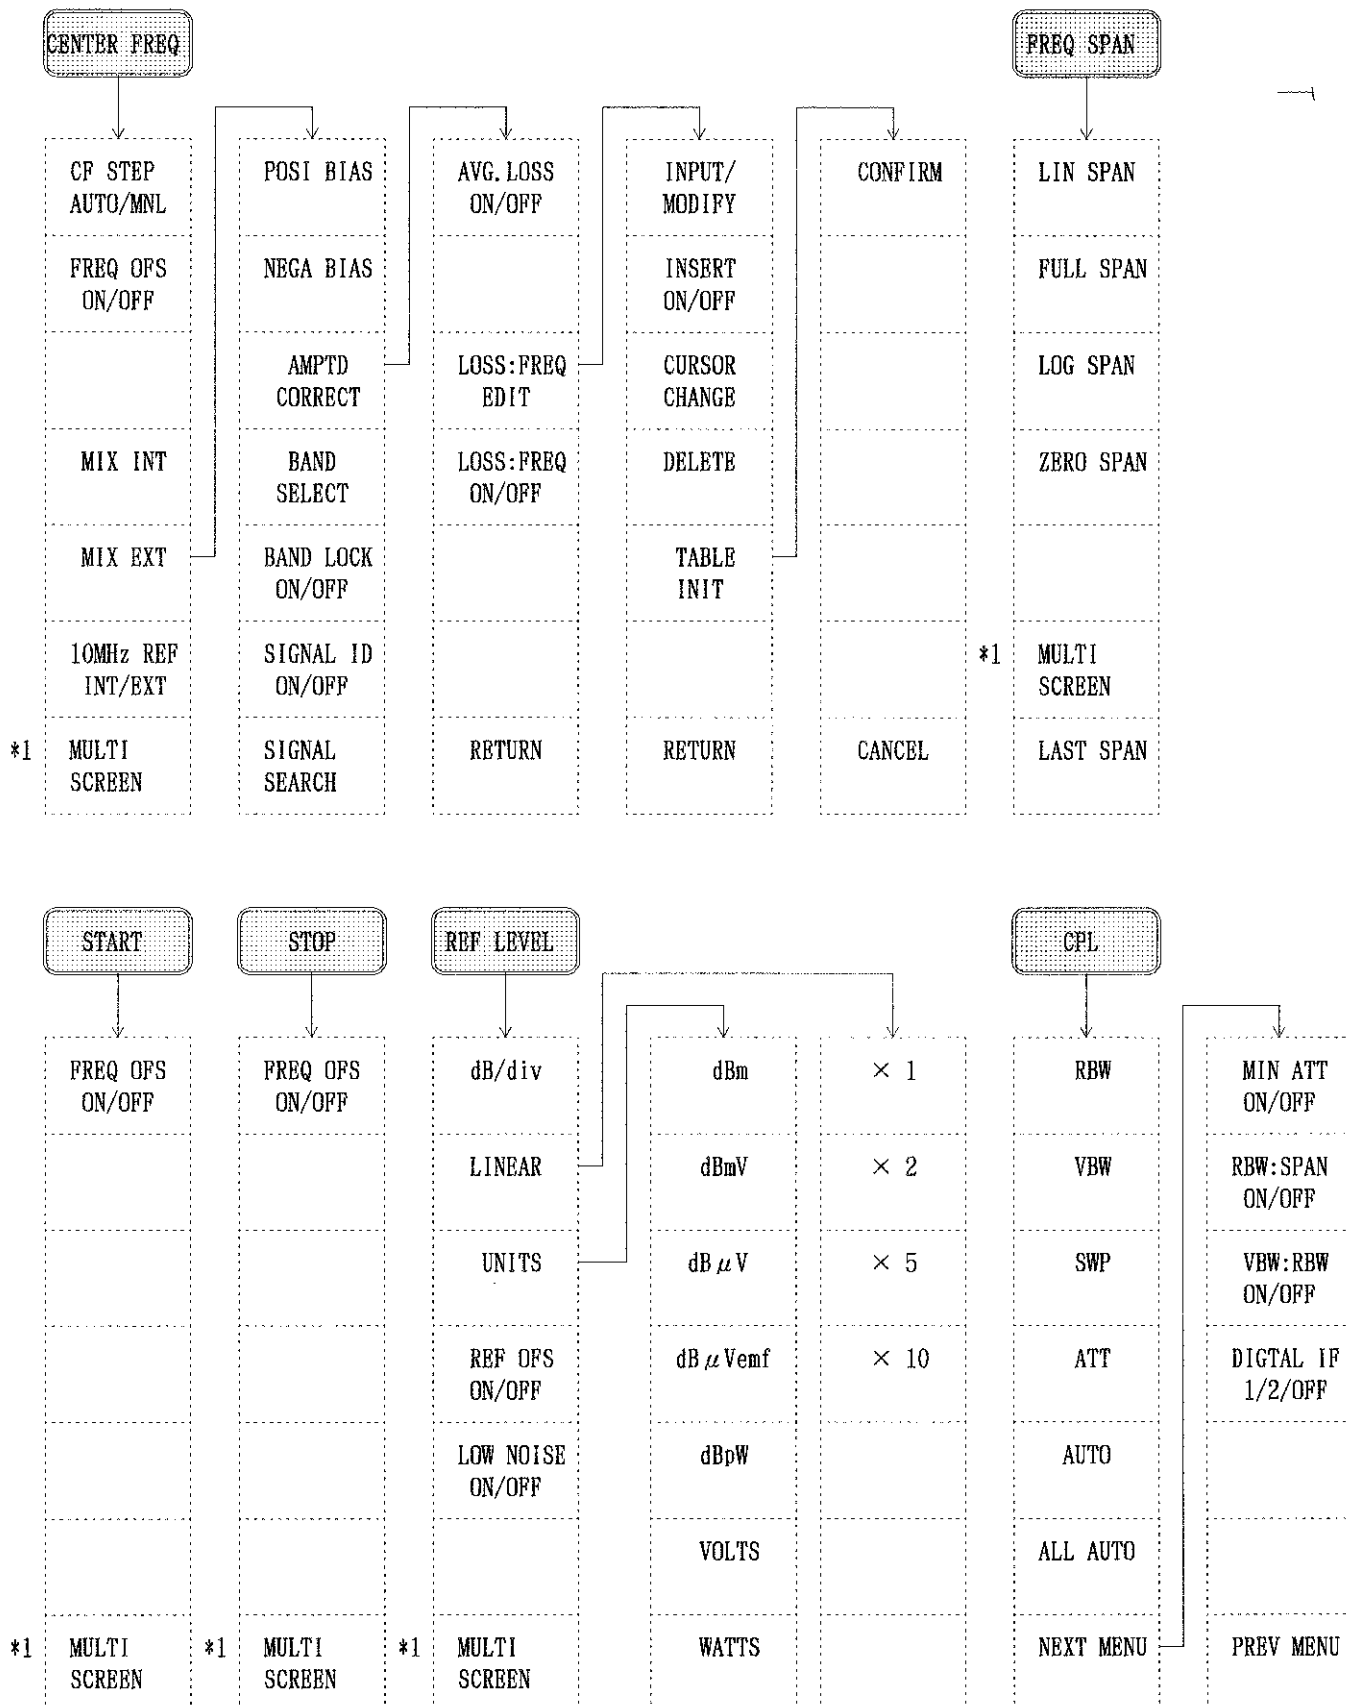 CENTER FREQ
FREQ SPAN
CF STEP
AUTO/MNL
FREQ OFS
ON/OFF
MIX INT
MIX EXT
10MHz REF
INT/EXT
*1 MULTI
SCREEN
POSI BIAS
NEGA BIAS
AMPTD
CORRECT
BAND
SELECT
BAND LOCK
ON/OFF
SIGNAL ID
ON/OFF
SIGNAL
SEARCH
AVG.LOSS
ON/OFF
LOSS:FREQ
EDIT
LOSS:FREQ
ON/OFF
RETURN
INPUT/
MODIFY
INSERT
ON/OFF
CURSOR
CHANGE
DELETE
TABLE
INIT
RETURN
CONFIRM
CANCEL
LIN SPAN
FULL SPAN
LOG SPAN
ZERO SPAN
*1 MULTI
SCREEN
LAST SPAN
START
STOP
REF LEVEL
CPL
FREQ OFS
ON/OFF
*1 MULTI
SCREEN
FREQ OFS
ON/OFF
*1 MULTI
SCREEN
dB/div
LINEAR
UNITS
REF OFS
ON/OFF
LOW NOISE
ON/OFF
*1 MULTI
SCREEN
dBm
dBmV
dBμV
dBμVemf
dBpW
VOLTS
WATTS
× 1
× 2
× 5
× 10
RBW
VBW
SWP
ATT
AUTO
ALL AUTO
NEXT MENU
MIN ATT
ON/OFF
RBW:SPAN
ON/OFF
VBW:RBW
ON/OFF
DIGTAL IF
1/2/OFF
PREV MENU